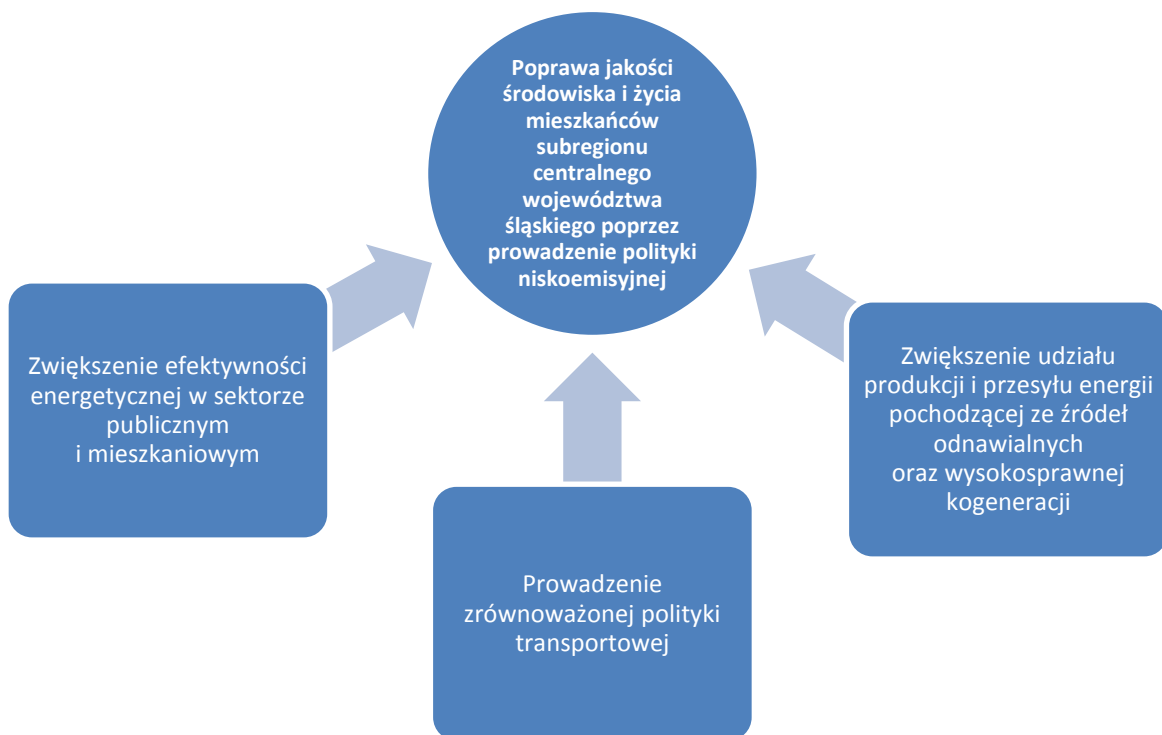 Poprawa jakości
środowiska i życia
mieszkańców
subregionu
centralnego
województwa
śląskiego poprzez
prowadzenie polityki
niskoemisyjnej
Zwiększenie efektywności
energetycznej w sektorze
publicznym
i mieszkaniowym
Prowadzenie
zrównoważonej polityki
transportowej
Zwiększenie udziału
produkcji i przesyłu energii
pochodzącej ze źródeł
odnawialnych
oraz wysokosprawnej
kogeneracji